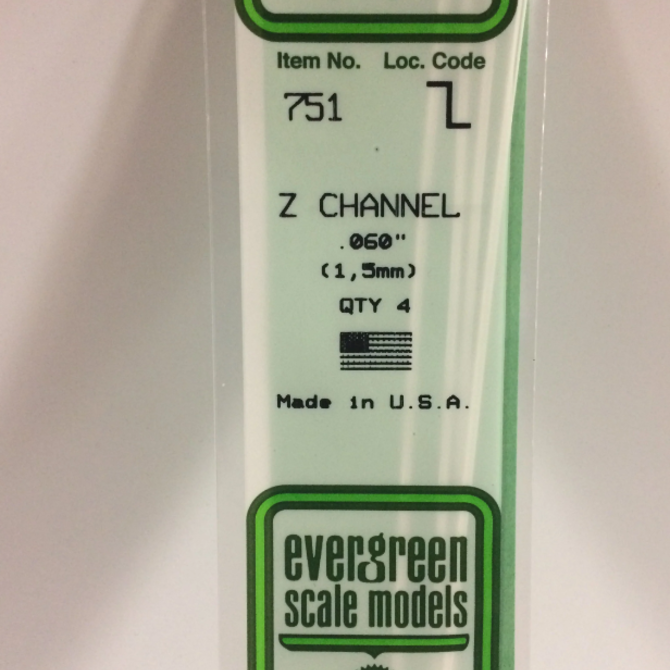 Item No. Loc. Code
751
Z CHANNEL
.060"
(1,5mm)
QTY 4
Made in U.S.A.
evergreen
scale models